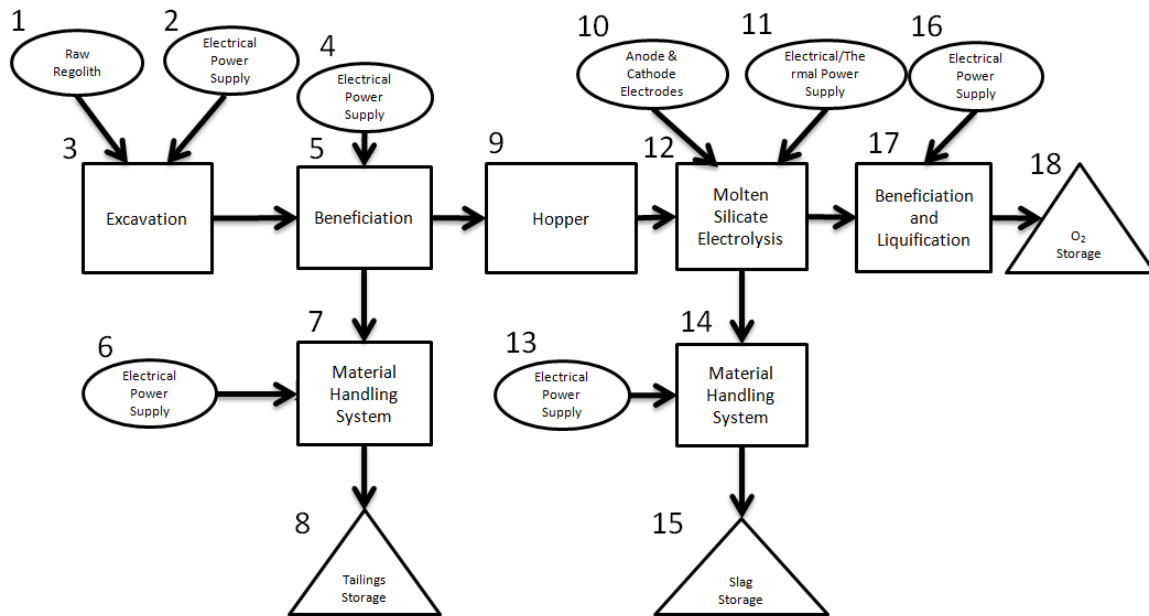 1
Raw
Regolith
2
Electrical
Power
Supply
3
Excavation
4
Electrical
Power
Supply
5
Beneficiation
6
Electrical
Power
Supply
7
Material
Handling
System
8
Tailings
Storage
9
Hopper
10
Anode &
Cathode
Electrodes
11
Electrical/The
rmal Power
Supply
12
Molten
Silicate
Electrolysis
13
Electrical
Power
Supply
14
Material
Handling
System
15
Slag
Storage
16
Electrical
Power
Supply
17
Beneficiation
and
Liquification
18
O₂
Storage